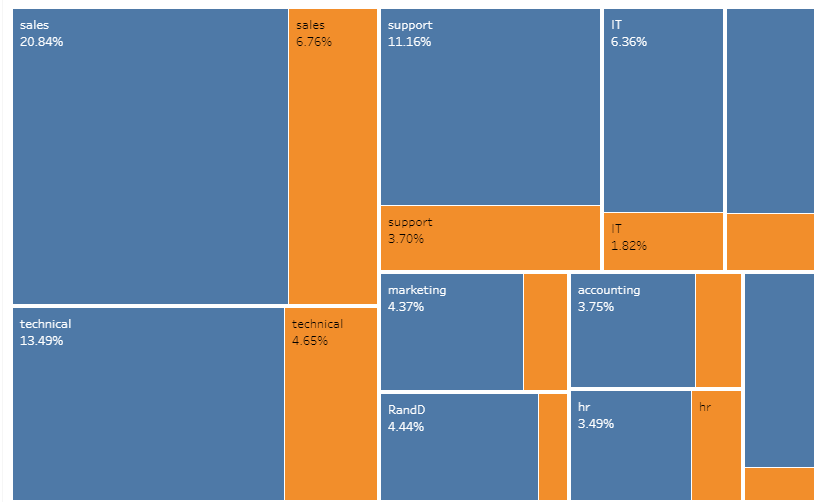 sales
20.84%
sales
6.76%
support
11.16%
IT
6.36%
support
3.70%
IT
1.82%
marketing
4.37%
accounting
3.75%
technical
13.49%
technical
4.65%
RandD
4.44%
hr
3.49%
hr